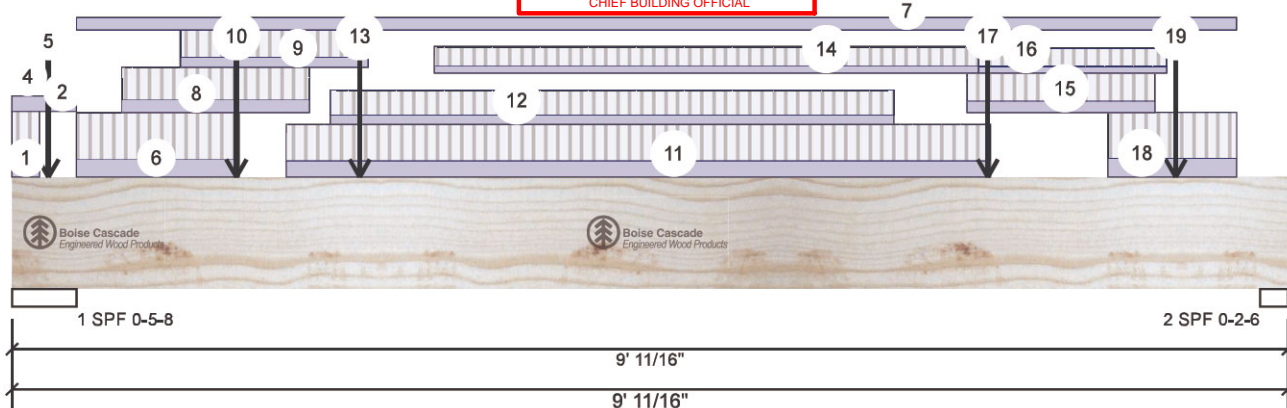 CHIEF BUILDING OFFICIAL
7
5
10
9
13
14
17
16
19
4
2
8
12
15
1
6
11
18
Boise Cascade
Engineered Wood Products
Boise Cascade
Engineered Wood Products
1 SPF 0-5-8
2 SPF 0-2-6
9' 11/16"
9' 11/16"